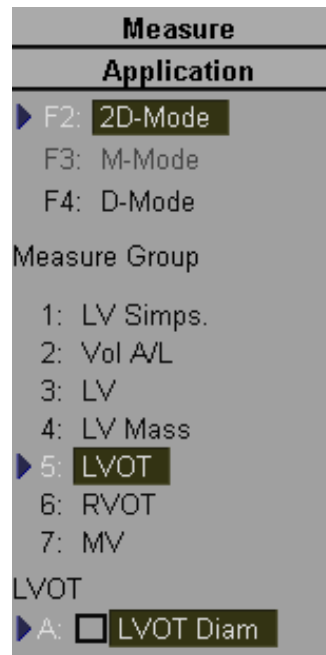 Measure
Application
F2: 2D-Mode
F3: M-Mode
F4: D-Mode
Measure Group
1: LV Simps.
2: Vol A/L
3: LV
4: LV Mass
5: LVOT
6: RVOT
7: MV
LVOT
A: LVOT Diam